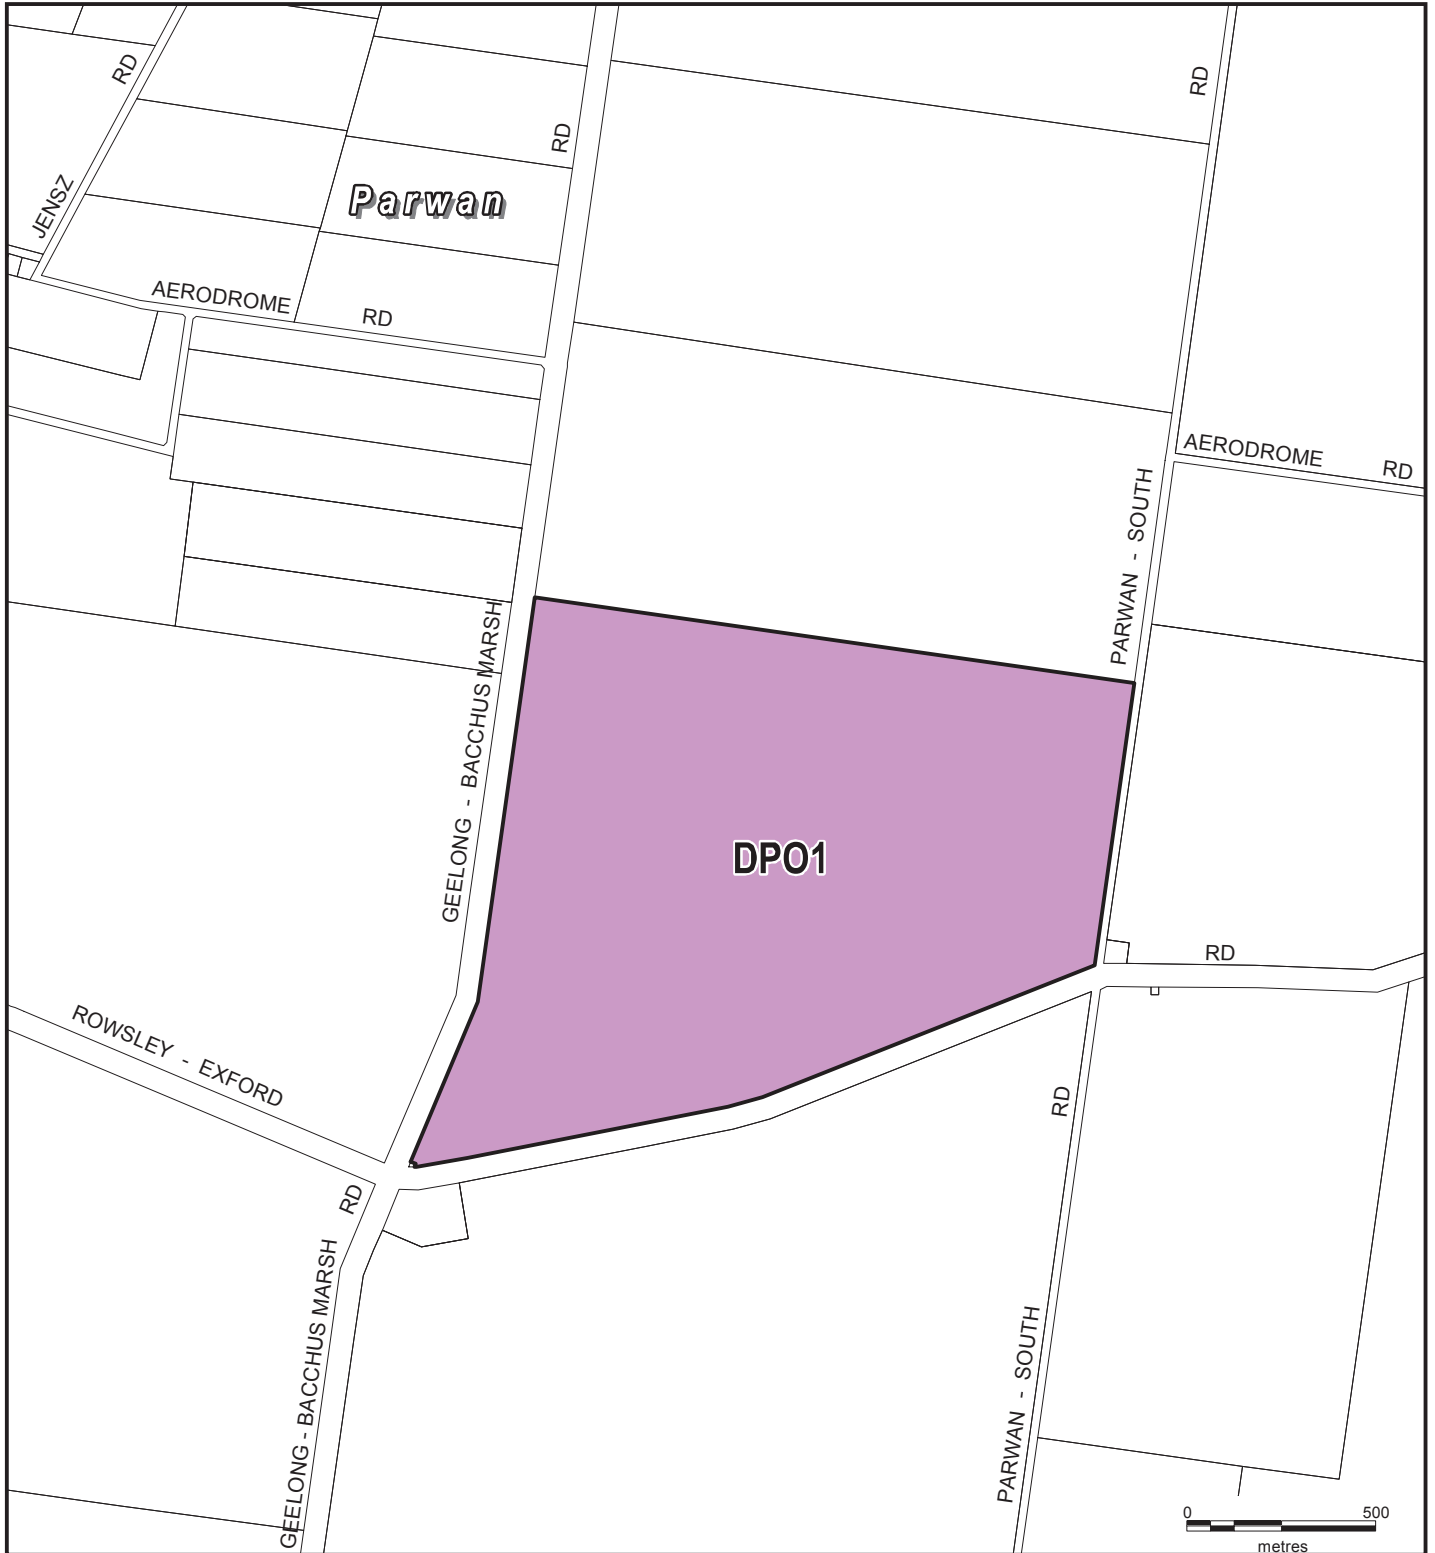 RD
RD
RD
JENSZ
Parwan
AERODROME
RD
AERODROME
RD
PARWAN - SOUTH
GEELONG - BACCHUS MARSH
DPO1
RD
ROWSLEY - EXFORD
RD
RD
GEELONG - BACCHUS MARSH
PARWAN - SOUTH
0 500
metres